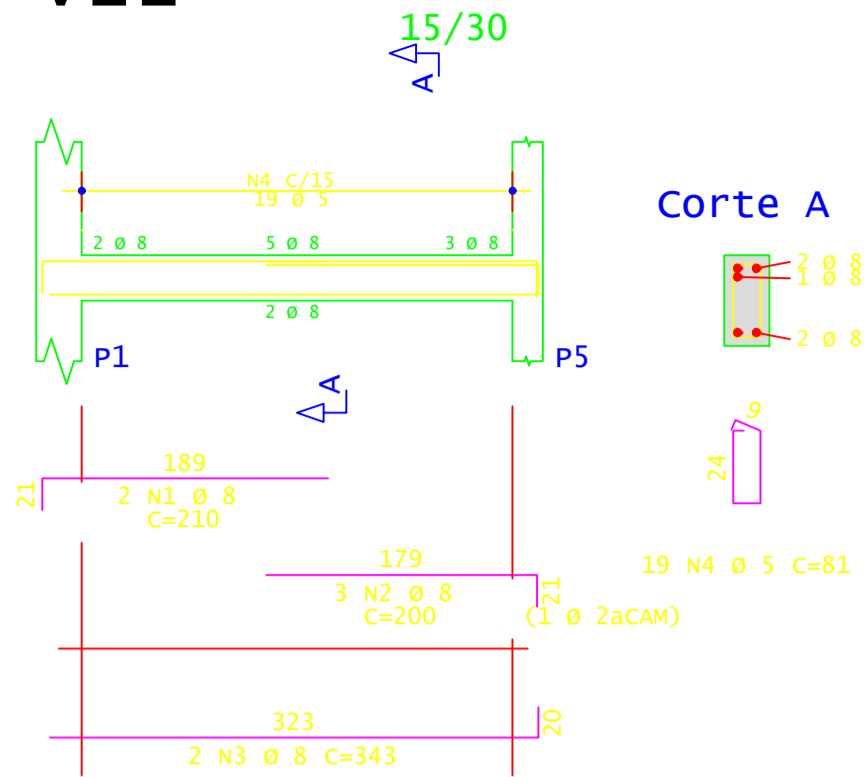 15/30
A
N4 C/15
19 Ø 5
Corte A
2 Ø 8
5 Ø 8
3 Ø 8
2 Ø 8
1 Ø 8
2 Ø 8
2 Ø 8
P1
P5
A
9
24
189
21
2 N1 Ø 8
C=210
179
21
3 N2 Ø 8
C=200
(1 Ø 2aCAM)
19 N4 Ø 5 C=81
323
20
2 N3 Ø 8 C=343